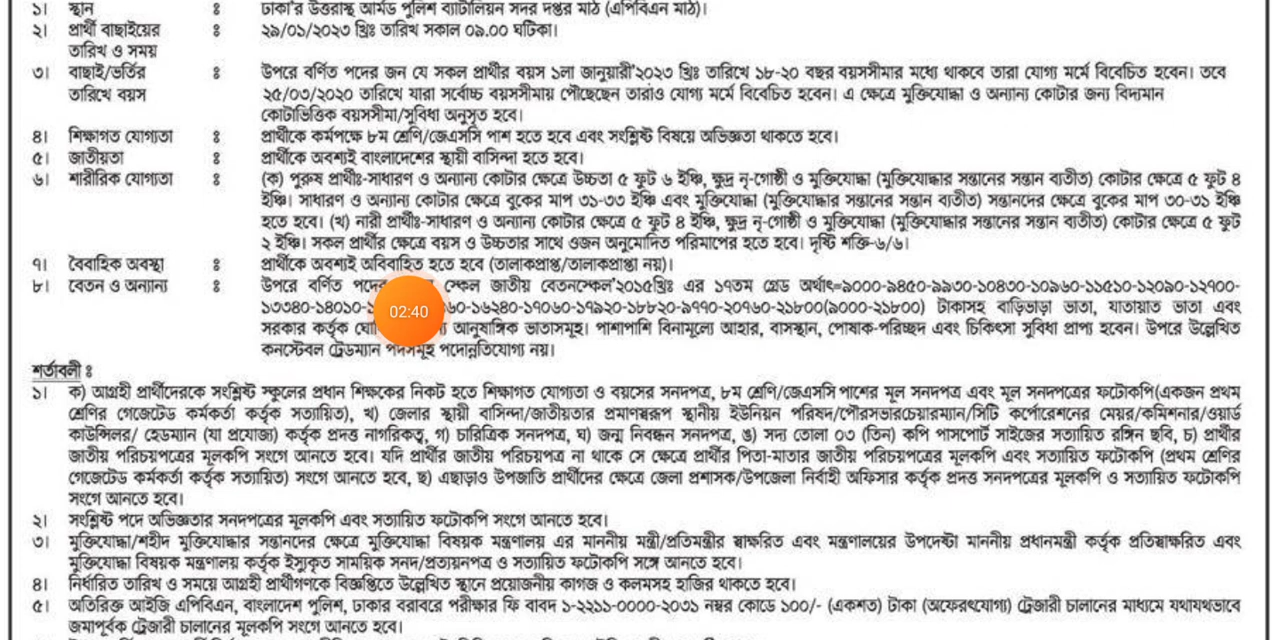 ১। স্থান ঃ ঢাকা'র উত্তরাস্থ আর্মড পুলিশ ব্যাটালিয়ন সদর দপ্তর মাঠ (এপিবিএন মাঠ)।
২। প্রার্থী বাছাইয়ের ঃ ২৯/০১/২০২৩ খ্রিঃ তারিখ সকাল ০৯.০০ ঘটিকা।
তারিখ ও সময়
৩। বাছাই/ভর্তির ঃ উপরে বর্ণিত পদের জন যে সকল প্রার্থীর বয়স ১লা জানুয়ারী'২০২৩ খ্রিঃ তারিখে ১৮-২০ বছর বয়সসীমার মধ্যে থাকবে তারা যোগ্য মর্মে বিবেচিত হবেন। তবে
তারিখে বয়স ২৫/০৩/২০২০ তারিখে যারা সর্বোচ্চ বয়সসীমায় পৌছেছেন তারাও যোগ্য মর্মে বিবেচিত হবেন। এ ক্ষেত্রে মুক্তিযোদ্ধা ও অন্যান্য কোটার জন্য বিদ্যমান
কোটাভিত্তিক বয়সসীমা/সুবিধা অনুসৃত হবে।
৪। শিক্ষাগত যোগ্যতা ঃ প্রার্থীকে কর্মপক্ষে ৮ম শ্রেণি/জেএসসি পাশ হতে হবে এবং সংশ্লিষ্ট বিষয়ে অভিজ্ঞতা থাকতে হবে।
৫। জাতীয়তা ঃ প্রার্থীকে অবশ্যই বাংলাদেশের স্থায়ী বাসিন্দা হতে হবে।
৬। শারীরিক যোগ্যতা ঃ (ক) পুরুষ প্রার্থীঃ-সাধারণ ও অন্যান্য কোটার ক্ষেত্রে উচ্চতা ৫ ফুট ৬ ইঞ্চি, ক্ষুদ্র নৃ-গোষ্ঠী ও মুক্তিযোদ্ধা (মুক্তিযোদ্ধার সন্তানের সন্তান ব্যতীত) কোটার ক্ষেত্রে ৫ ফুট ৪
ইঞ্চি। সাধারণ ও অন্যান্য কোটার ক্ষেত্রে বুকের মাপ ৩১-৩৩ ইঞ্চি এবং মুক্তিযোদ্ধা (মুক্তিযোদ্ধার সন্তানের সন্তান ব্যতীত) সন্তানদের ক্ষেত্রে বুকের মাপ ৩০-৩১ ইঞ্চি
হতে হবে। (খ) নারী প্রার্থীঃ-সাধারণ ও অন্যান্য কোটার ক্ষেত্রে ৫ ফুট ৪ ইঞ্চি, ক্ষুদ্র নৃ-গোষ্ঠী ও মুক্তিযোদ্ধা (মুক্তিযোদ্ধার সন্তানের সন্তান ব্যতীত) কোটার ক্ষেত্রে ৫ ফুট
২ ইঞ্চি। সকল প্রার্থীর ক্ষেত্রে বয়স ও উচ্চতার সাথে ওজন অনুমোদিত পরিমাপের হতে হবে। দৃষ্টি শক্তি-৬/৬।
৭। বৈবাহিক অবস্থা ঃ প্রার্থীকে অবশ্যই অবিবাহিত হতে হবে (তালাকপ্রাপ্ত/তালাকপ্রাপ্তা নয়)।
৮। বেতন ও অন্যান্য ঃ উপরে বর্ণিত পদের স্কেল জাতীয় বেতনস্কেল'২০১৫খ্রিঃ এর ১৭তম গ্রেড অর্থাৎ=৯০০০-৯৪৫০-৯৯৩০-১০৪৩০-১০৯৬০-১১৫১০-১২০৯০-১২৭০০-
১৩৩৪০-১৪০১০- ৬০-১৬২৪০-১৭০৬০-১৭৯২০-১৮৮২০-৯৭৭০-২০৭৬০-২১৮০০(৯০০০-২১৮০০) টাকাসহ বাড়িভাড়া ভাতা, যাতায়াত ভাতা এবং
02:40
সরকার কর্তৃক আনুষাঙ্গিক ভাতাসমূহ। পাশাপাশি বিনামূল্যে আহার, বাসস্থান, পোষাক-পরিচ্ছদ এবং চিকিৎসা সুবিধা প্রাপ্য হবেন। উপরে উল্লেখিত
কনস্টেবল ট্রেডম্যান পদসমূহ পদোন্নতিযোগ্য নয়।
শর্তাবলী ঃ
১। ক) আগ্রহী প্রার্থীদেরকে সংশ্লিষ্ট স্কুলের প্রধান শিক্ষকের নিকট হতে শিক্ষাগত যোগ্যতা ও বয়সের সনদপত্র, ৮ম শ্রেণি/জেএসসি পাশের মূল সনদপত্র এবং মূল সনদপত্রের ফটোকপি(একজন প্রথম
শ্রেণির গেজেটেড কর্মকর্তা কর্তৃক সত্যায়িত), খ) জেলার স্থায়ী বাসিন্দা/জাতীয়তার প্রমাণস্বরূপ স্থানীয় ইউনিয়ন পরিষদ/পৌরসভারচেয়ারম্যান/সিটি কর্পোরেশনের মেয়র/কমিশনার/ওয়ার্ড
কাউন্সিলর/ হেডম্যান (যা প্রযোজ্য) কর্তৃক প্রদত্ত নাগরিকত্ব, গ) চারিত্রিক সনদপত্র, ঘ) জন্ম নিবন্ধন সনদপত্র, ঙ) সদ্য তোলা ০৩ (তিন) কপি পাসপোর্ট সাইজের সত্যায়িত রঙ্গিন ছবি, চ) প্রার্থীর
জাতীয় পরিচয়পত্রের মূলকপি সংগে আনতে হবে। যদি প্রার্থীর জাতীয় পরিচয়পত্র না থাকে সে ক্ষেত্রে প্রার্থীর পিতা-মাতার জাতীয় পরিচয়পত্রের মূলকপি এবং সত্যায়িত ফটোকপি (প্রথম শ্রেণির
গেজেটেড কর্মকর্তা কর্তৃক সত্যায়িত) সংগে আনতে হবে, ছ) এছাড়াও উপজাতি প্রার্থীদের ক্ষেত্রে জেলা প্রশাসক/উপজেলা নির্বাহী অফিসার কর্তৃক প্রদত্ত সনদপত্রের মূলকপি ও সত্যায়িত ফটোকপি
সংগে আনতে হবে।
২। সংশ্লিষ্ট পদে অভিজ্ঞতার সনদপত্রের মূলকপি এবং সত্যায়িত ফটোকপি সংগে আনতে হবে।
৩। মুক্তিযোদ্ধা/শহীদ মুক্তিযোদ্ধার সন্তানদের ক্ষেত্রে মুক্তিযোদ্ধা বিষয়ক মন্ত্রণালয় এর মাননীয় মন্ত্রী/প্রতিমন্ত্রীর স্বাক্ষরিত এবং মন্ত্রণালয়ের উপদেষ্টা মাননীয় প্রধানমন্ত্রী কর্তৃক প্রতিস্বাক্ষরিত এবং
মুক্তিযোদ্ধা বিষয়ক মন্ত্রণালয় কর্তৃক ইস্যুকৃত সাময়িক সনদ/প্রত্যয়নপত্র ও সত্যায়িত ফটোকপি সঙ্গে আনতে হবে।
৪। নির্ধারিত তারিখ ও সময়ে আগ্রহী প্রার্থীগণকে বিজ্ঞপ্তিতে উল্লেখিত স্থানে প্রয়োজনীয় কাগজ ও কলমসহ হাজির থাকতে হবে।
৫। অতিরিক্ত আইজি এপিবিএন, বাংলাদেশ পুলিশ, ঢাকার বরাবরে পরীক্ষার ফি বাবদ ১-২২১১-০০০০-২০৩১ নম্বর কোডে ১০০/- (একশত) টাকা (অফেরৎযোগ্য) ট্রেজারী চালানের মাধ্যমে যথাযথভাবে
জমাপূর্বক ট্রেজারী চালানের মূলকপি সংগে আনতে হবে।